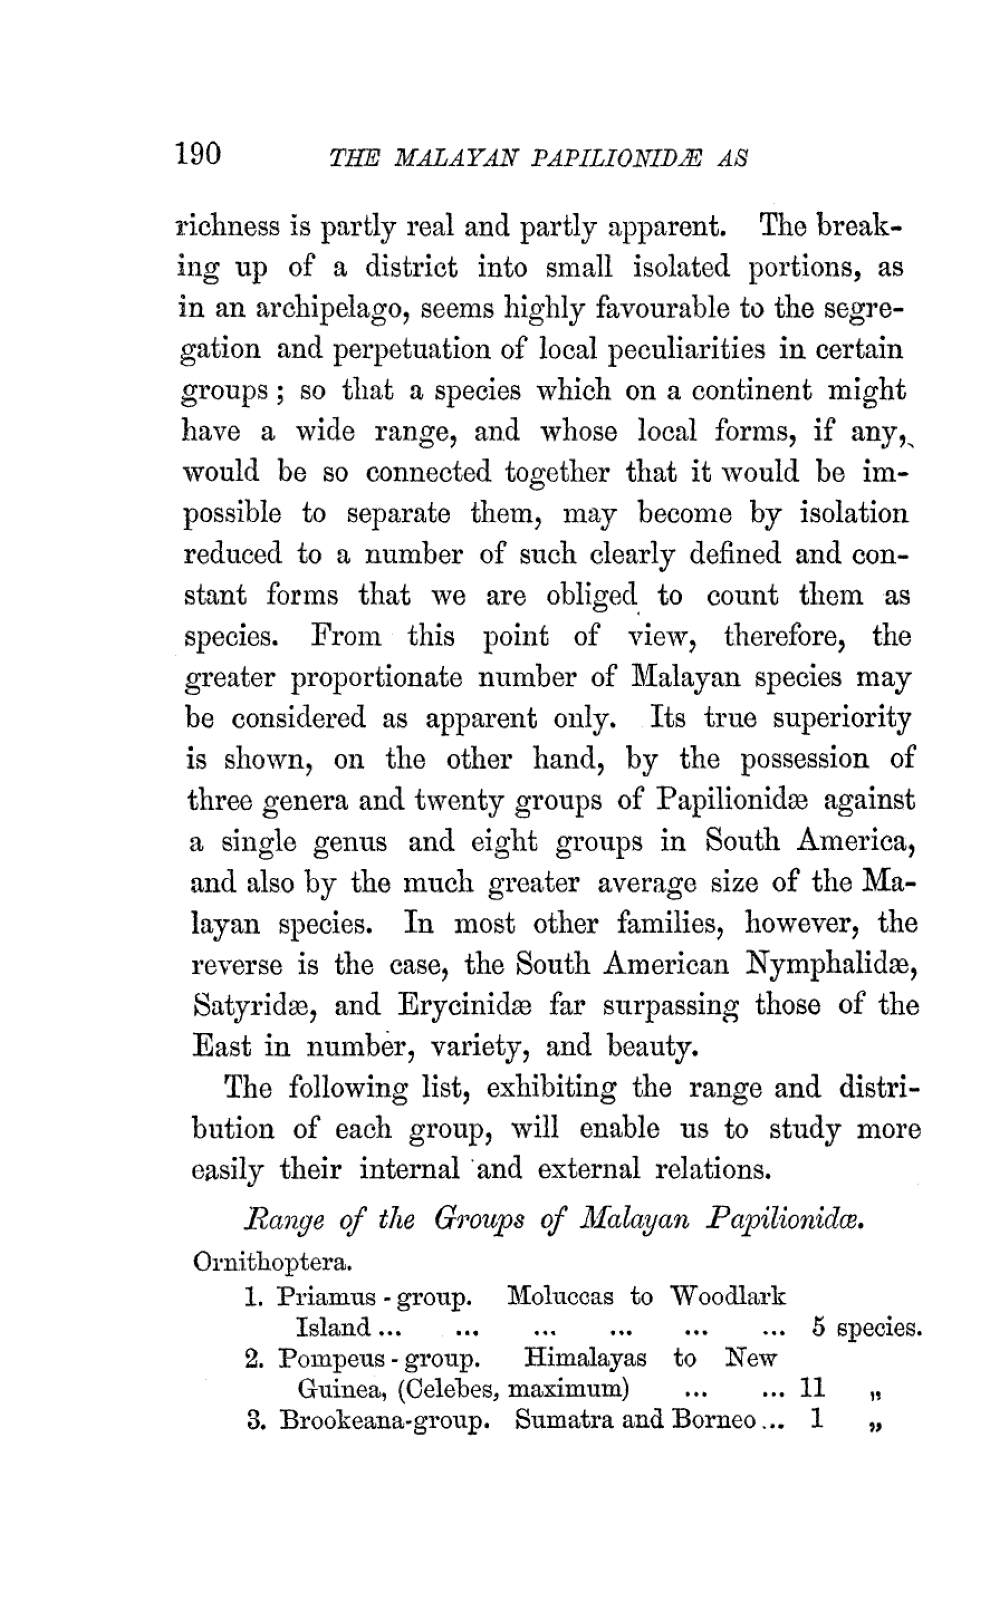 190 THE MALAYAN PAPILIONIDÆ AS
richness is partly real and partly apparent. The break-
ing up of a district into small isolated portions, as
in an archipelago, seems highly favourable to the segre-
gation and perpetuation of local peculiarities in certain
groups; so that a species which on a continent might
have a wide range, and whose local forms, if any,
would be so connected together that it would be im-
possible to separate them, may become by isolation
reduced to a number of such clearly defined and con-
stant forms that we are obliged to count them as
species. From this point of view, therefore, the
greater proportionate number of Malayan species may
be considered as apparent only. Its true superiority
is shown, on the other hand, by the possession of
three genera and twenty groups of Papilionidæ against
a single genus and eight groups in South America,
and also by the much greater average size of the Ma-
layan species. In most other families, however, the
reverse is the case, the South American Nymphalidæ,
Satyridæ, and Erycinidæ far surpassing those of the
East in number, variety, and beauty.
The following list, exhibiting the range and distri-
bution of each group, will enable us to study more
easily their internal and external relations.
Range of the Groups of Malayan Papilionidæ.
Ornithoptera.
1. Priamus-group. Moluccas to Woodlark
Island ... ... ... ... ... ... 5 species.
2. Pompeus-group. Himalayas to New
Guinea, (Celebes, maximum) ... ... 11 „
3. Brookeana-group. Sumatra and Borneo ... 1 „